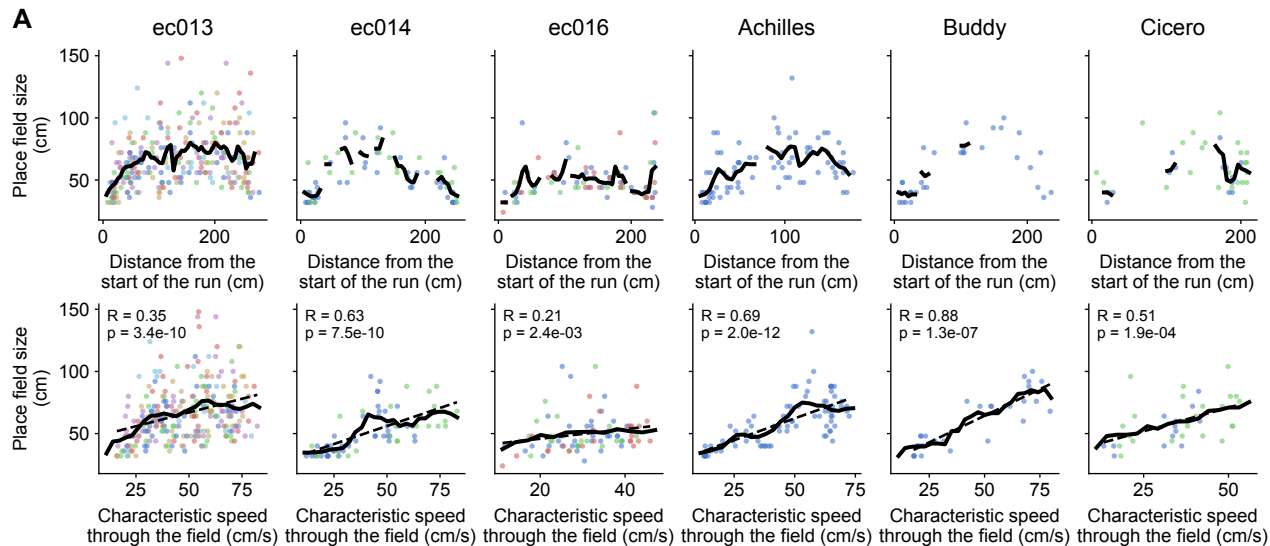 A
ec013 ec014 ec016 Achilles Buddy Cicero
Place field size
(cm)
150
100
50
0 200 0 200 0 200 0 100 0 200 0 100 200
Distance from the
start of the run (cm)
Distance from the
start of the run (cm)
Distance from the
start of the run (cm)
Distance from the
start of the run (cm)
Distance from the
start of the run (cm)
Distance from the
start of the run (cm)
Place field size
(cm)
150
100
50
R = 0.35
p = 3.4e-10
R = 0.63
p = 7.5e-10
R = 0.21
p = 2.4e-03
R = 0.69
p = 2.0e-12
R = 0.88
p = 1.3e-07
R = 0.51
p = 1.9e-04
25 50 75 25 50 75 20 40 25 50 75 25 50 75 25 50
Characteristic speed
through the field (cm/s)
Characteristic speed
through the field (cm/s)
Characteristic speed
through the field (cm/s)
Characteristic speed
through the field (cm/s)
Characteristic speed
through the field (cm/s)
Characteristic speed
through the field (cm/s)